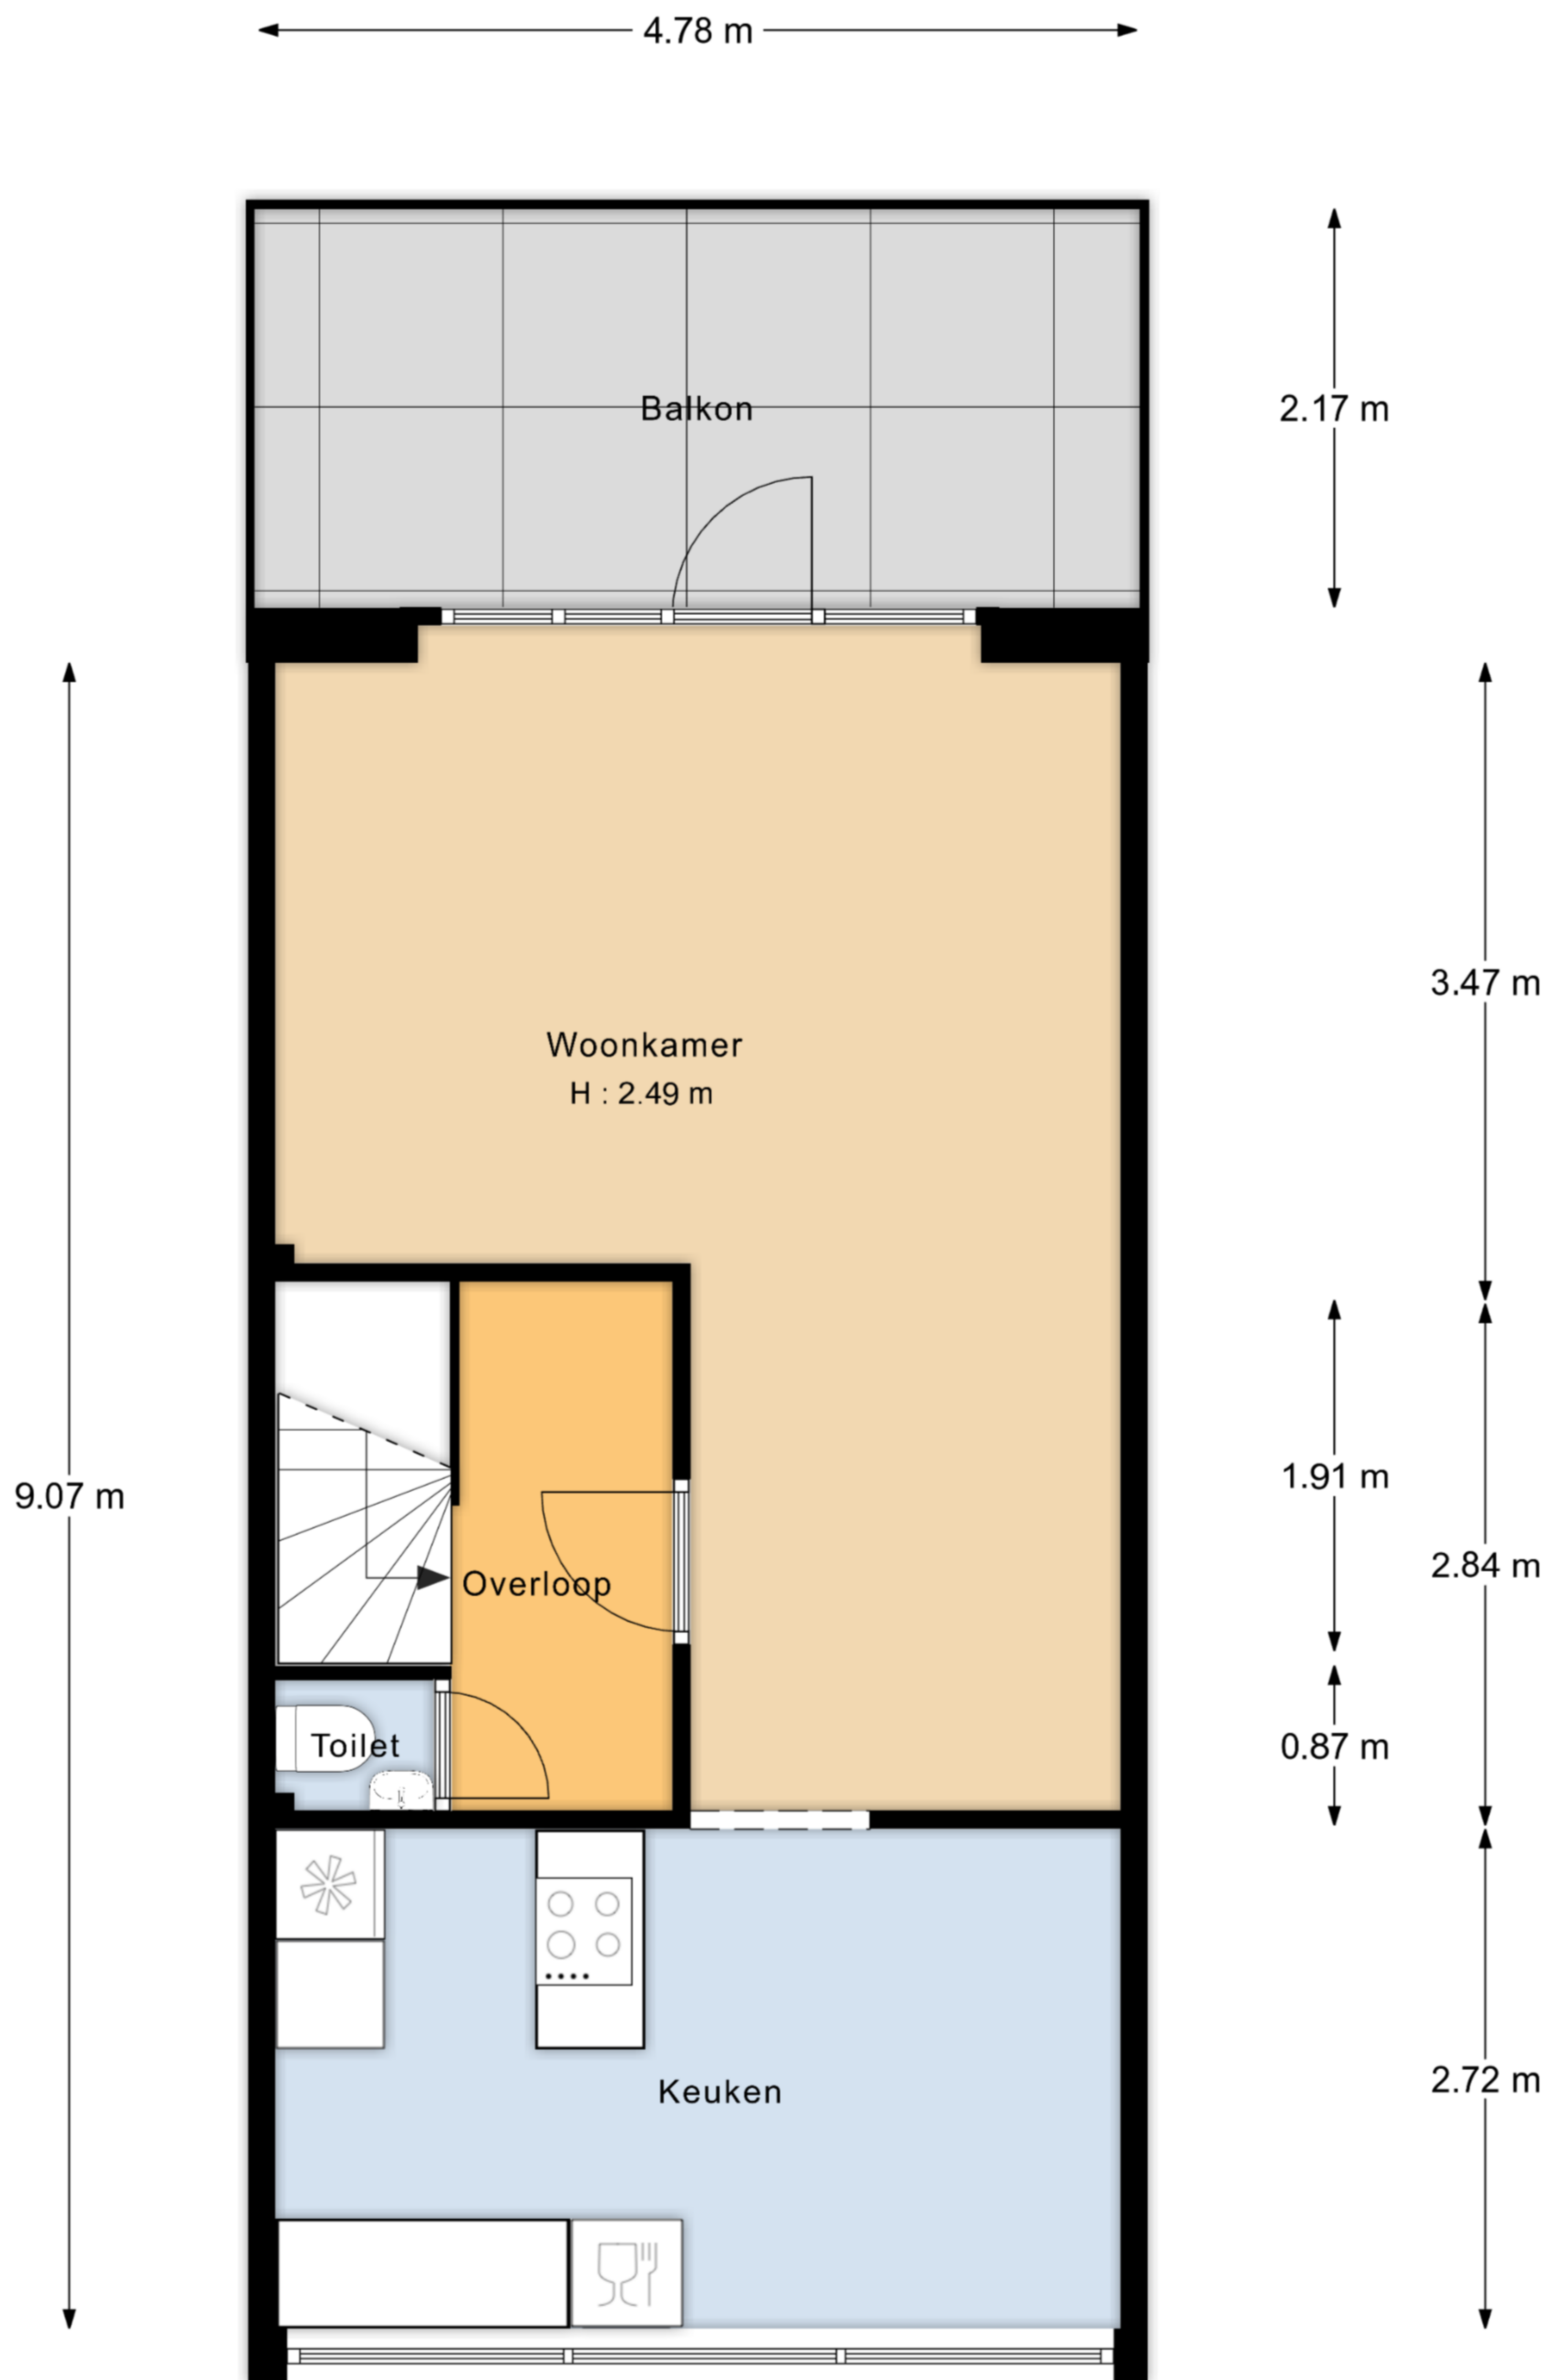 4.78 m
Balkon
2.17 m
3.47 m
Woonkamer
H : 2.49 m
1.91 m
9.07 m
2.84 m
Overloop
Toilet
0.87 m
2.72 m
Keuken